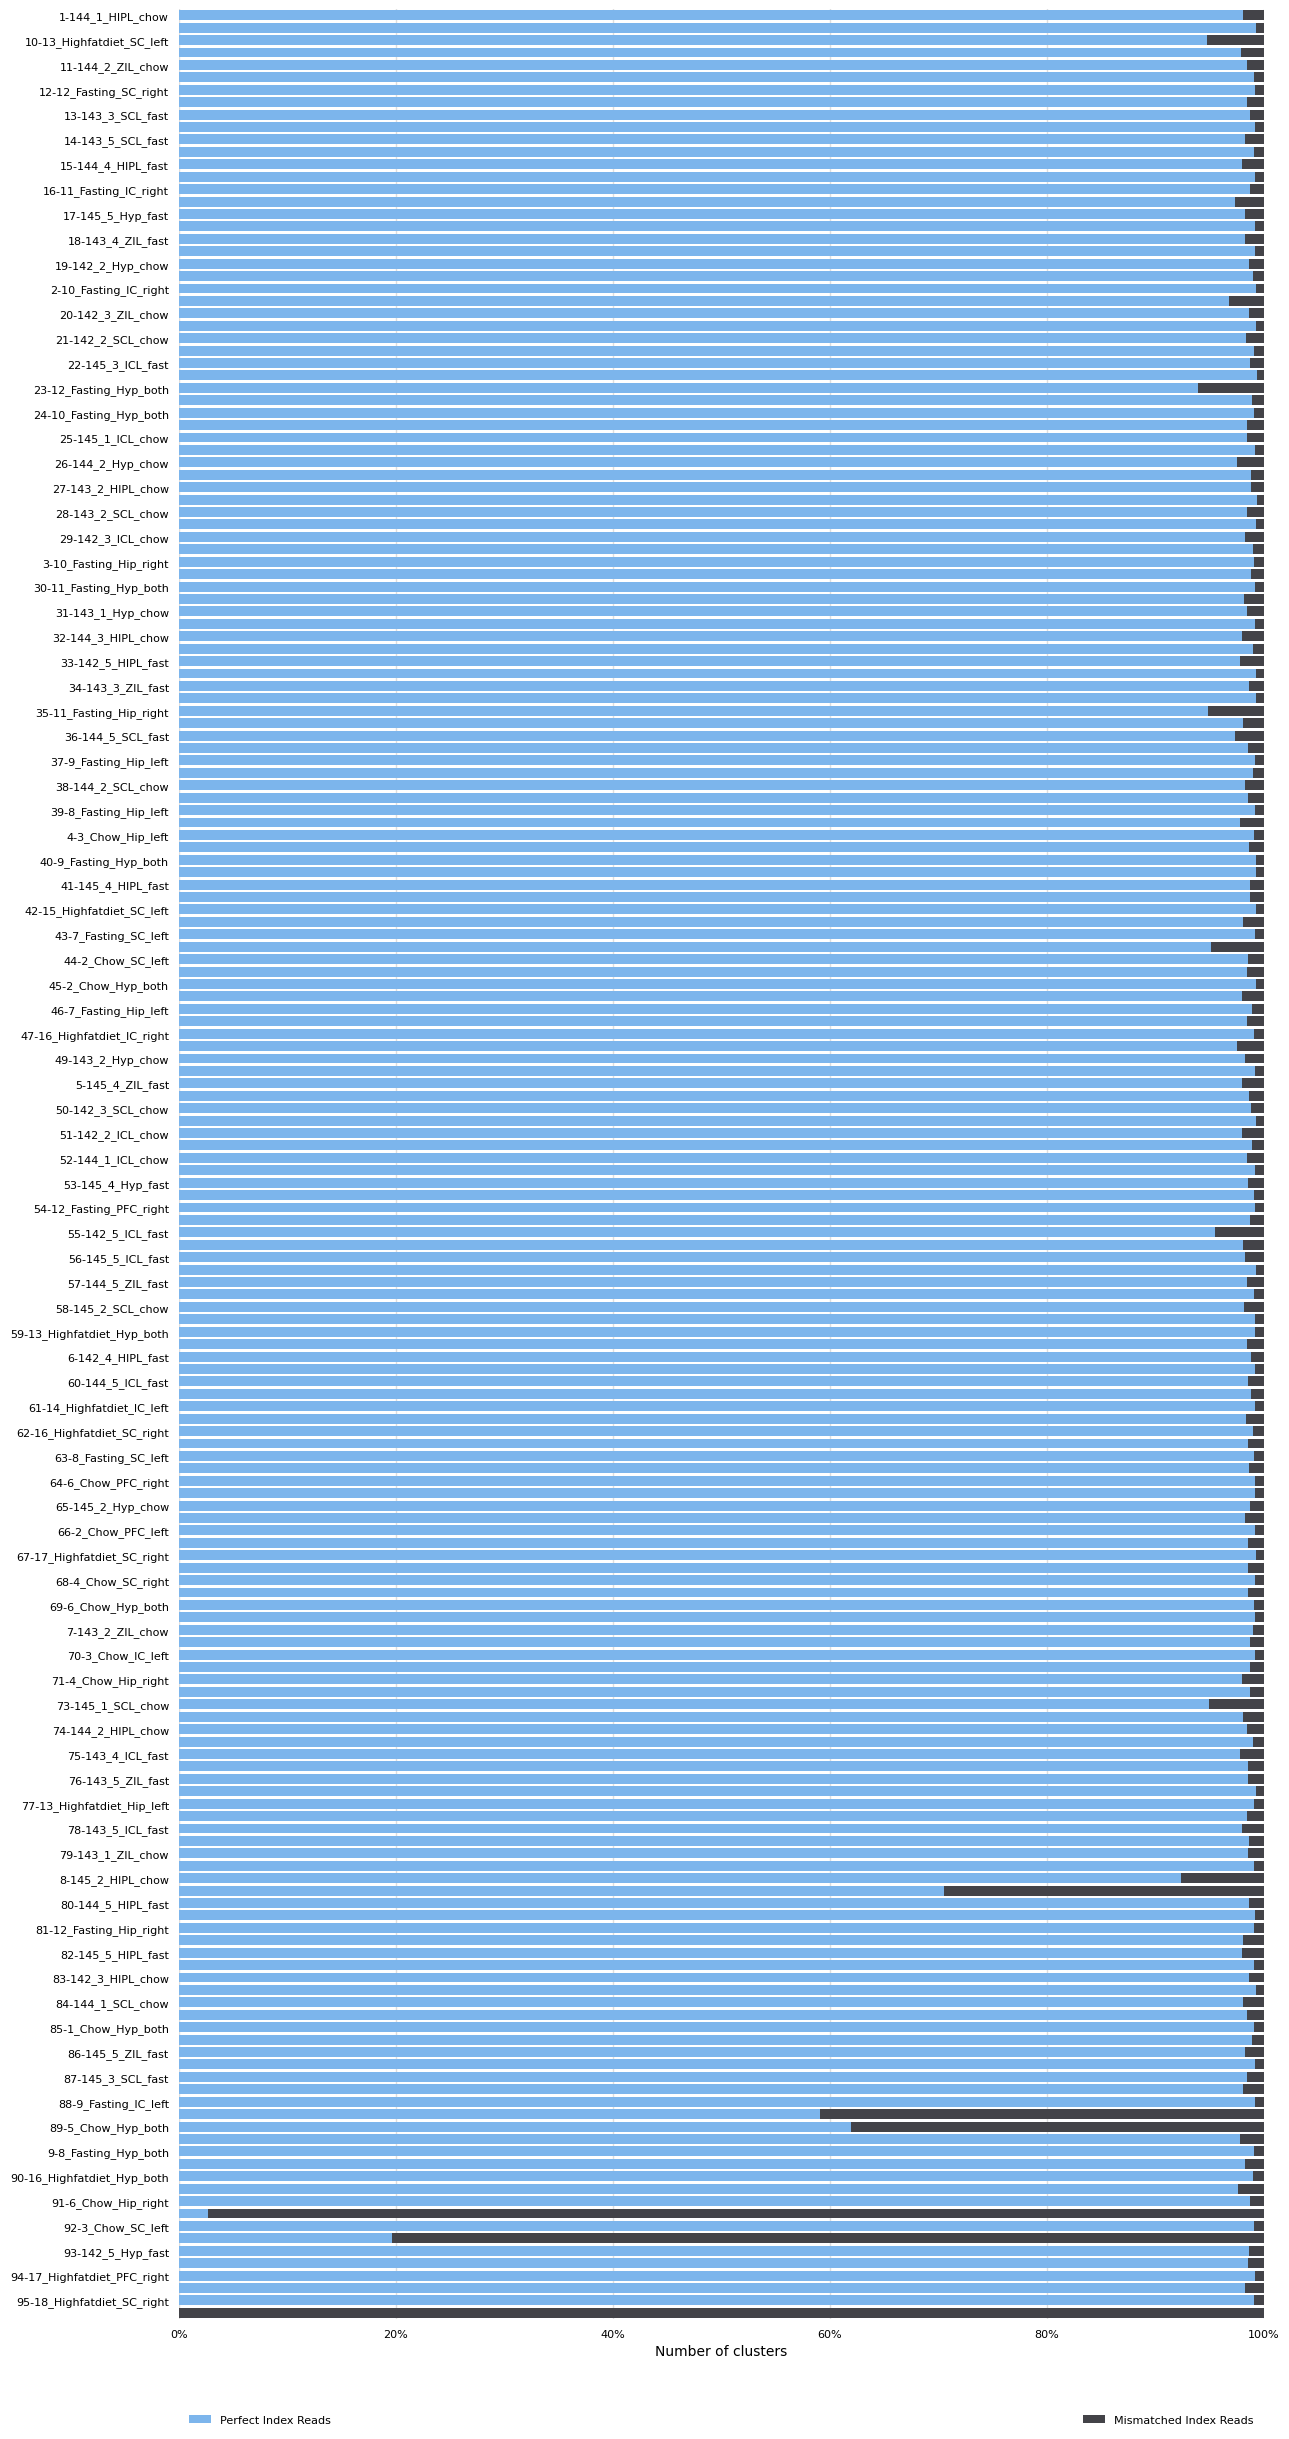 1-144_1_HIPL_chow
10-13_Highfatdiet_SC_left
11-144_2_ZIL_chow
12-12_Fasting_SC_right
13-143_3_SCL_fast
14-143_5_SCL_fast
15-144_4_HIPL_fast
16-11_Fasting_IC_right
17-145_5_Hyp_fast
18-143_4_ZIL_fast
19-142_2_Hyp_chow
2-10_Fasting_IC_right
20-142_3_ZIL_chow
21-142_2_SCL_chow
22-145_3_ICL_fast
23-12_Fasting_Hyp_both
24-10_Fasting_Hyp_both
25-145_1_ICL_chow
26-144_2_Hyp_chow
27-143_2_HIPL_chow
28-143_2_SCL_chow
29-142_3_ICL_chow
3-10_Fasting_Hip_right
30-11_Fasting_Hyp_both
31-143_1_Hyp_chow
32-144_3_HIPL_chow
33-142_5_HIPL_fast
34-143_3_ZIL_fast
35-11_Fasting_Hip_right
36-144_5_SCL_fast
37-9_Fasting_Hip_left
38-144_2_SCL_chow
39-8_Fasting_Hip_left
4-3_Chow_Hip_left
40-9_Fasting_Hyp_both
41-145_4_HIPL_fast
42-15_Highfatdiet_SC_left
43-7_Fasting_SC_left
44-2_Chow_SC_left
45-2_Chow_Hyp_both
46-7_Fasting_Hip_left
47-16_Highfatdiet_IC_right
49-143_2_Hyp_chow
5-145_4_ZIL_fast
50-142_3_SCL_chow
51-142_2_ICL_chow
52-144_1_ICL_chow
53-145_4_Hyp_fast
54-12_Fasting_PFC_right
55-142_5_ICL_fast
56-145_5_ICL_fast
57-144_5_ZIL_fast
58-145_2_SCL_chow
59-13_Highfatdiet_Hyp_both
6-142_4_HIPL_fast
60-144_5_ICL_fast
61-14_Highfatdiet_IC_left
62-16_Highfatdiet_SC_right
63-8_Fasting_SC_left
64-6_Chow_PFC_right
65-145_2_Hyp_chow
66-2_Chow_PFC_left
67-17_Highfatdiet_SC_right
68-4_Chow_SC_right
69-6_Chow_Hyp_both
7-143_2_ZIL_chow
70-3_Chow_IC_left
71-4_Chow_Hip_right
73-145_1_SCL_chow
74-144_2_HIPL_chow
75-143_4_ICL_fast
76-143_5_ZIL_fast
77-13_Highfatdiet_Hip_left
78-143_5_ICL_fast
79-143_1_ZIL_chow
8-145_2_HIPL_chow
80-144_5_HIPL_fast
81-12_Fasting_Hip_right
82-145_5_HIPL_fast
83-142_3_HIPL_chow
84-144_1_SCL_chow
85-1_Chow_Hyp_both
86-145_5_ZIL_fast
87-145_3_SCL_fast
88-9_Fasting_IC_left
89-5_Chow_Hyp_both
9-8_Fasting_Hyp_both
90-16_Highfatdiet_Hyp_both
91-6_Chow_Hip_right
92-3_Chow_SC_left
93-142_5_Hyp_fast
94-17_Highfatdiet_PFC_right
95-18_Highfatdiet_SC_right
0% 20% 40% 60% 80% 100%
Number of clusters
Perfect Index Reads Mismatched Index Reads